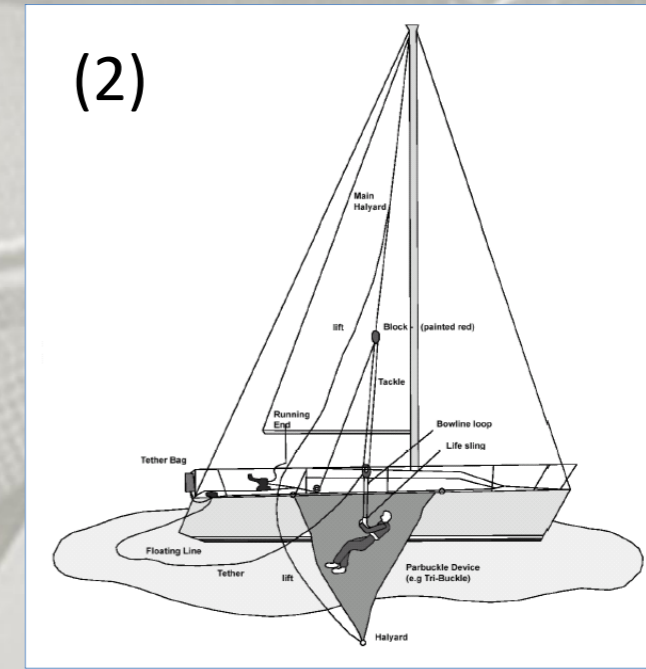 (2)
Main
Halyard
lift
Block - (painted red)
Tackle
Running
End
Bowline loop
Life sling
Tether Bag
Floating Line
Tether
lift
Parbuckle Device
(e.g Tri-Buckle)
Halyard